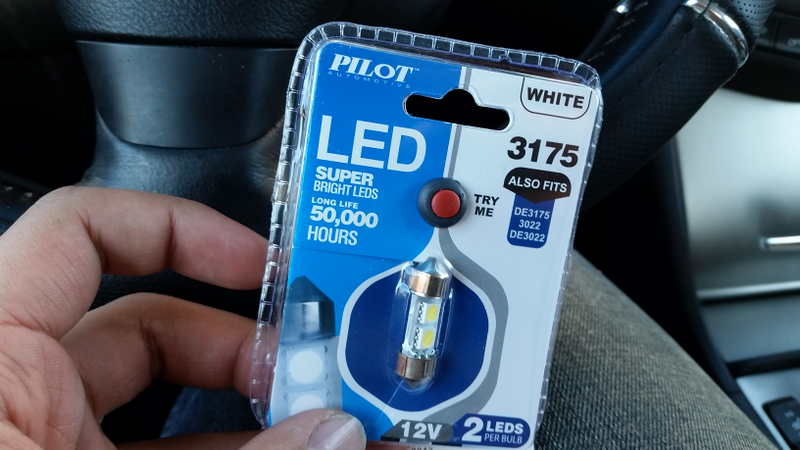 PILOT™
AUTOMOTIVE
WHITE
LED
SUPER
BRIGHT LEDS
LONG LIFE
50,000
HOURS
3175
ALSO FITS
DE3175
3022
DE3022
TRY
ME
12V
2 LEDS
PER BULB